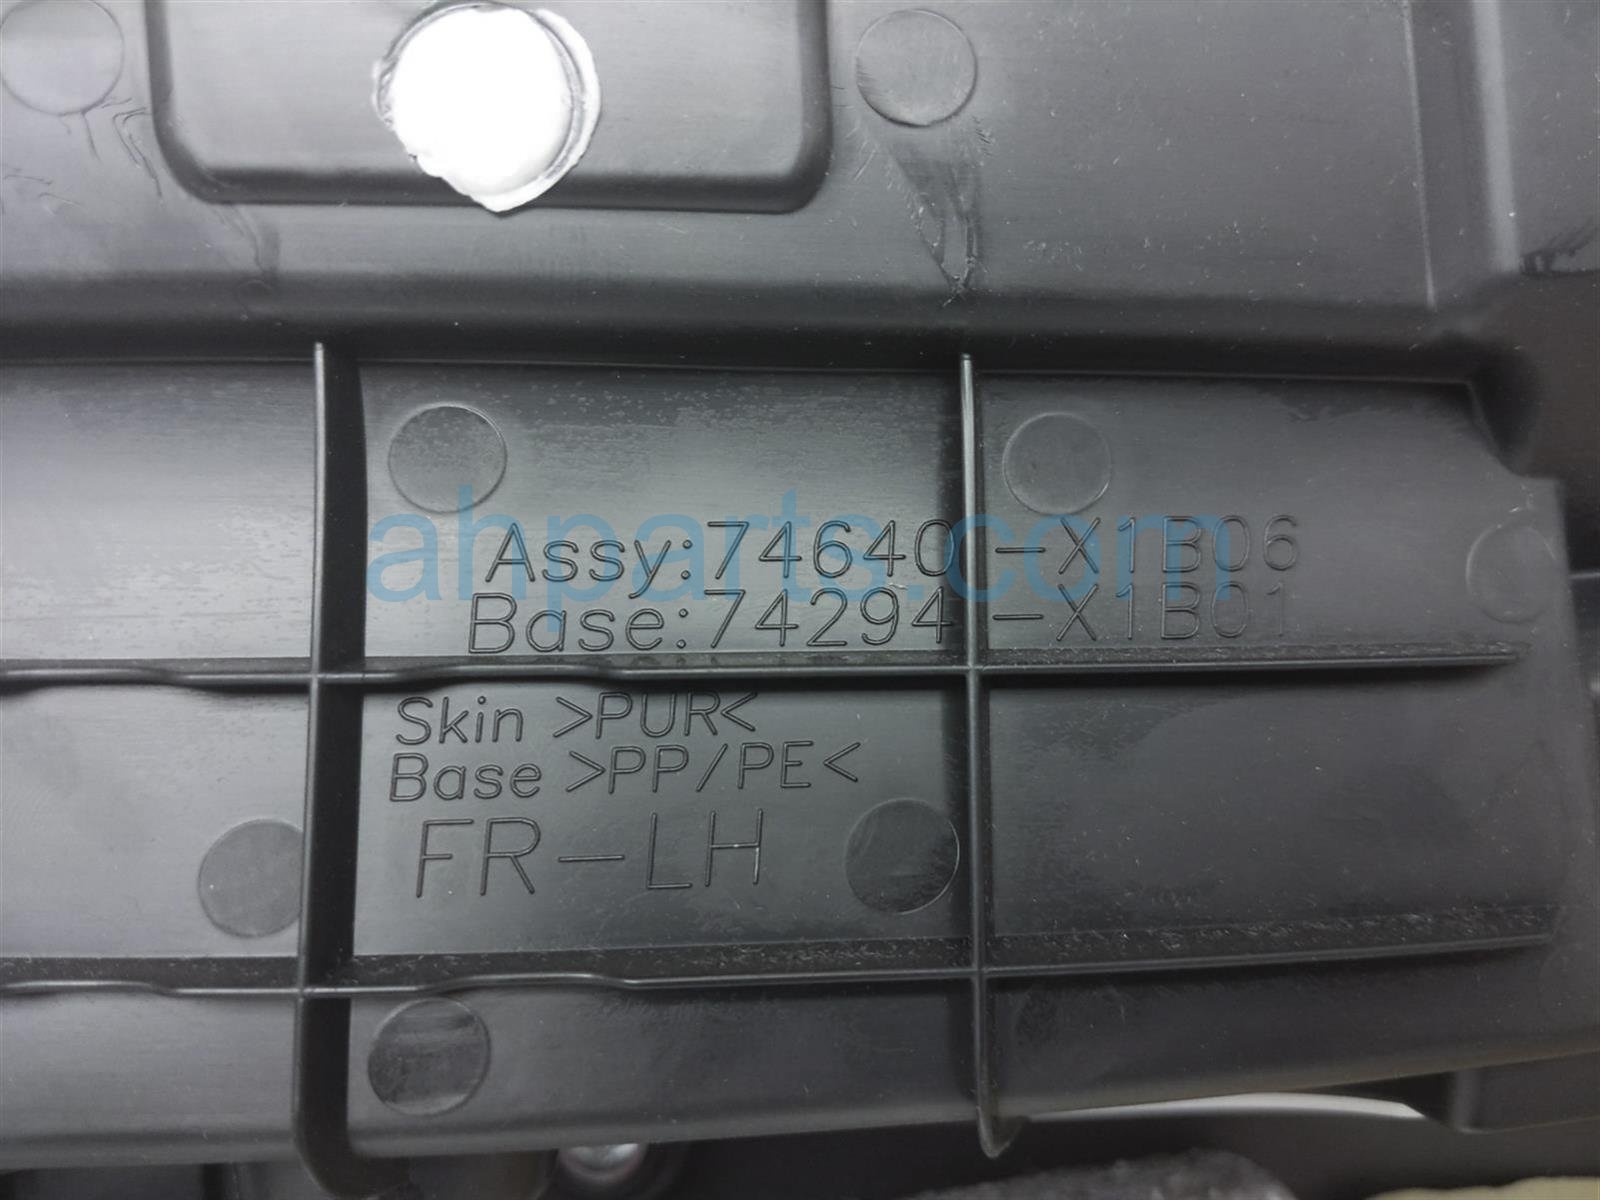 Assy:74640-X1B06
Base:74294-X1B01
ahparts.com
Skin >PUR<
Base >PP/PE<
FR-LH